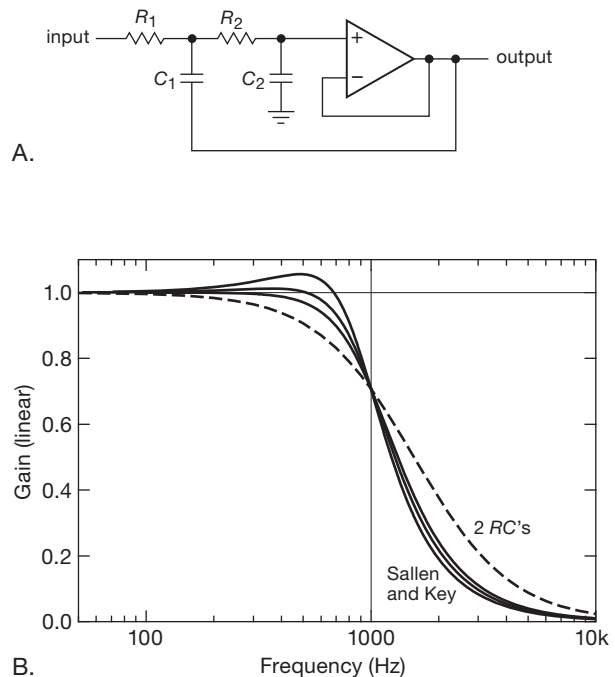 input R1 R2 + output
C1 C2 −
A.
1.0
0.8
2 RC's
0.6
Gain (linear)
0.4
0.2
Sallen
and Key
0.0
100 1000 10k
B. Frequency (Hz)